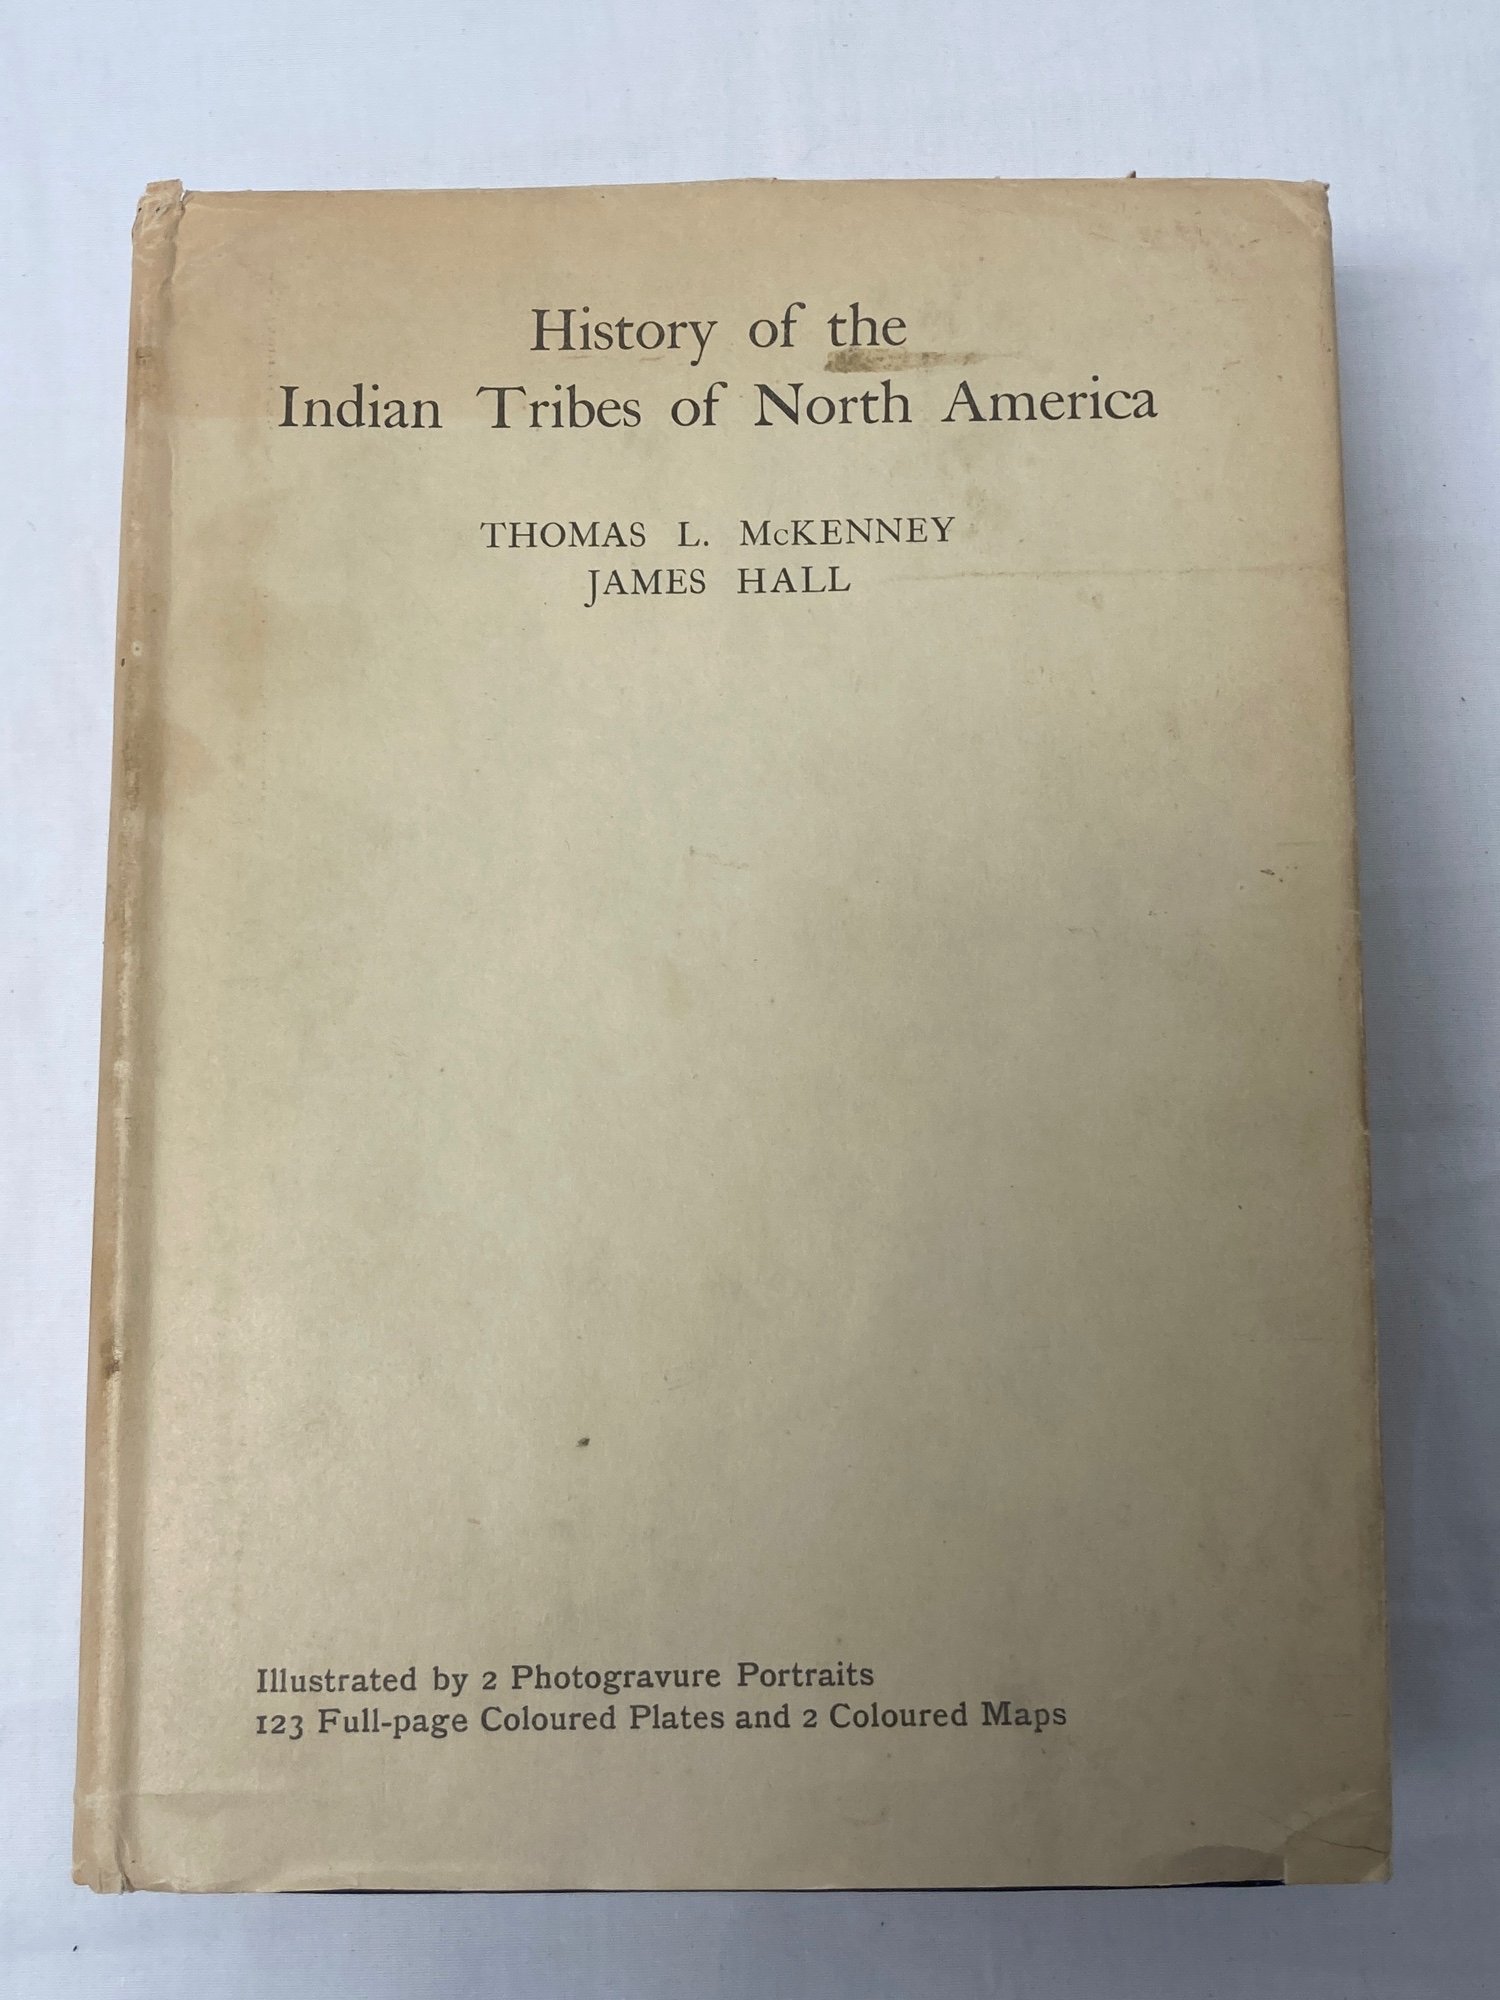 History of the
Indian Tribes of North America
THOMAS L. McKENNEY
JAMES HALL
Illustrated by 2 Photogravure Portraits
123 Full-page Coloured Plates and 2 Coloured Maps